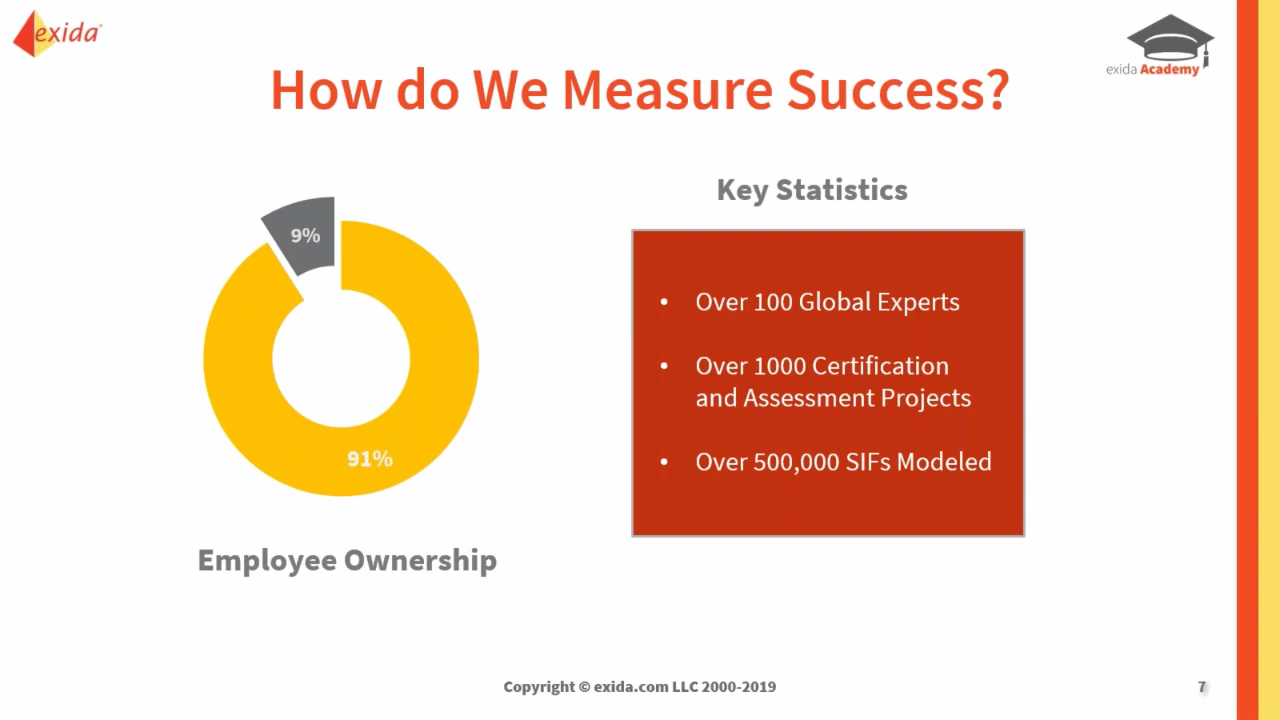 exida
exida Academy
How do We Measure Success?
Key Statistics
9%
• Over 100 Global Experts
• Over 1000 Certification
and Assessment Projects
• Over 500,000 SIFs Modeled
91%
Employee Ownership
Copyright © exida.com LLC 2000-2019
7